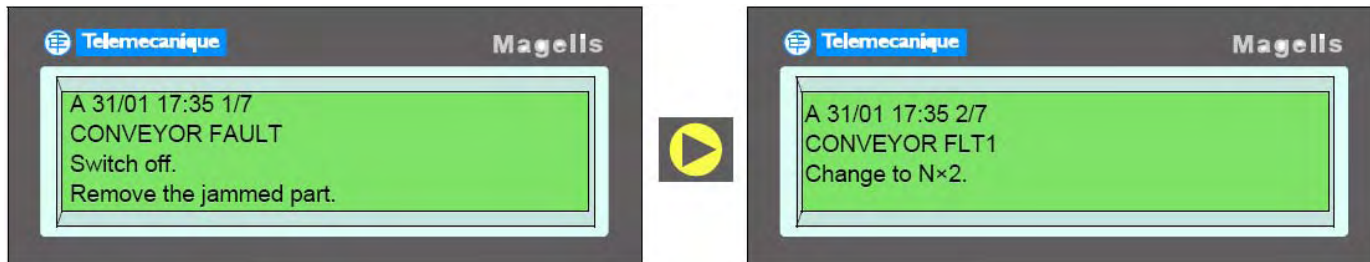 Telemecanique
Magelis
A 31/01 17:35 1/7
CONVEYOR FAULT
Switch off.
Remove the jammed part.
Telemecanique
Magelis
A 31/01 17:35 2/7
CONVEYOR FLT1
Change to N×2.